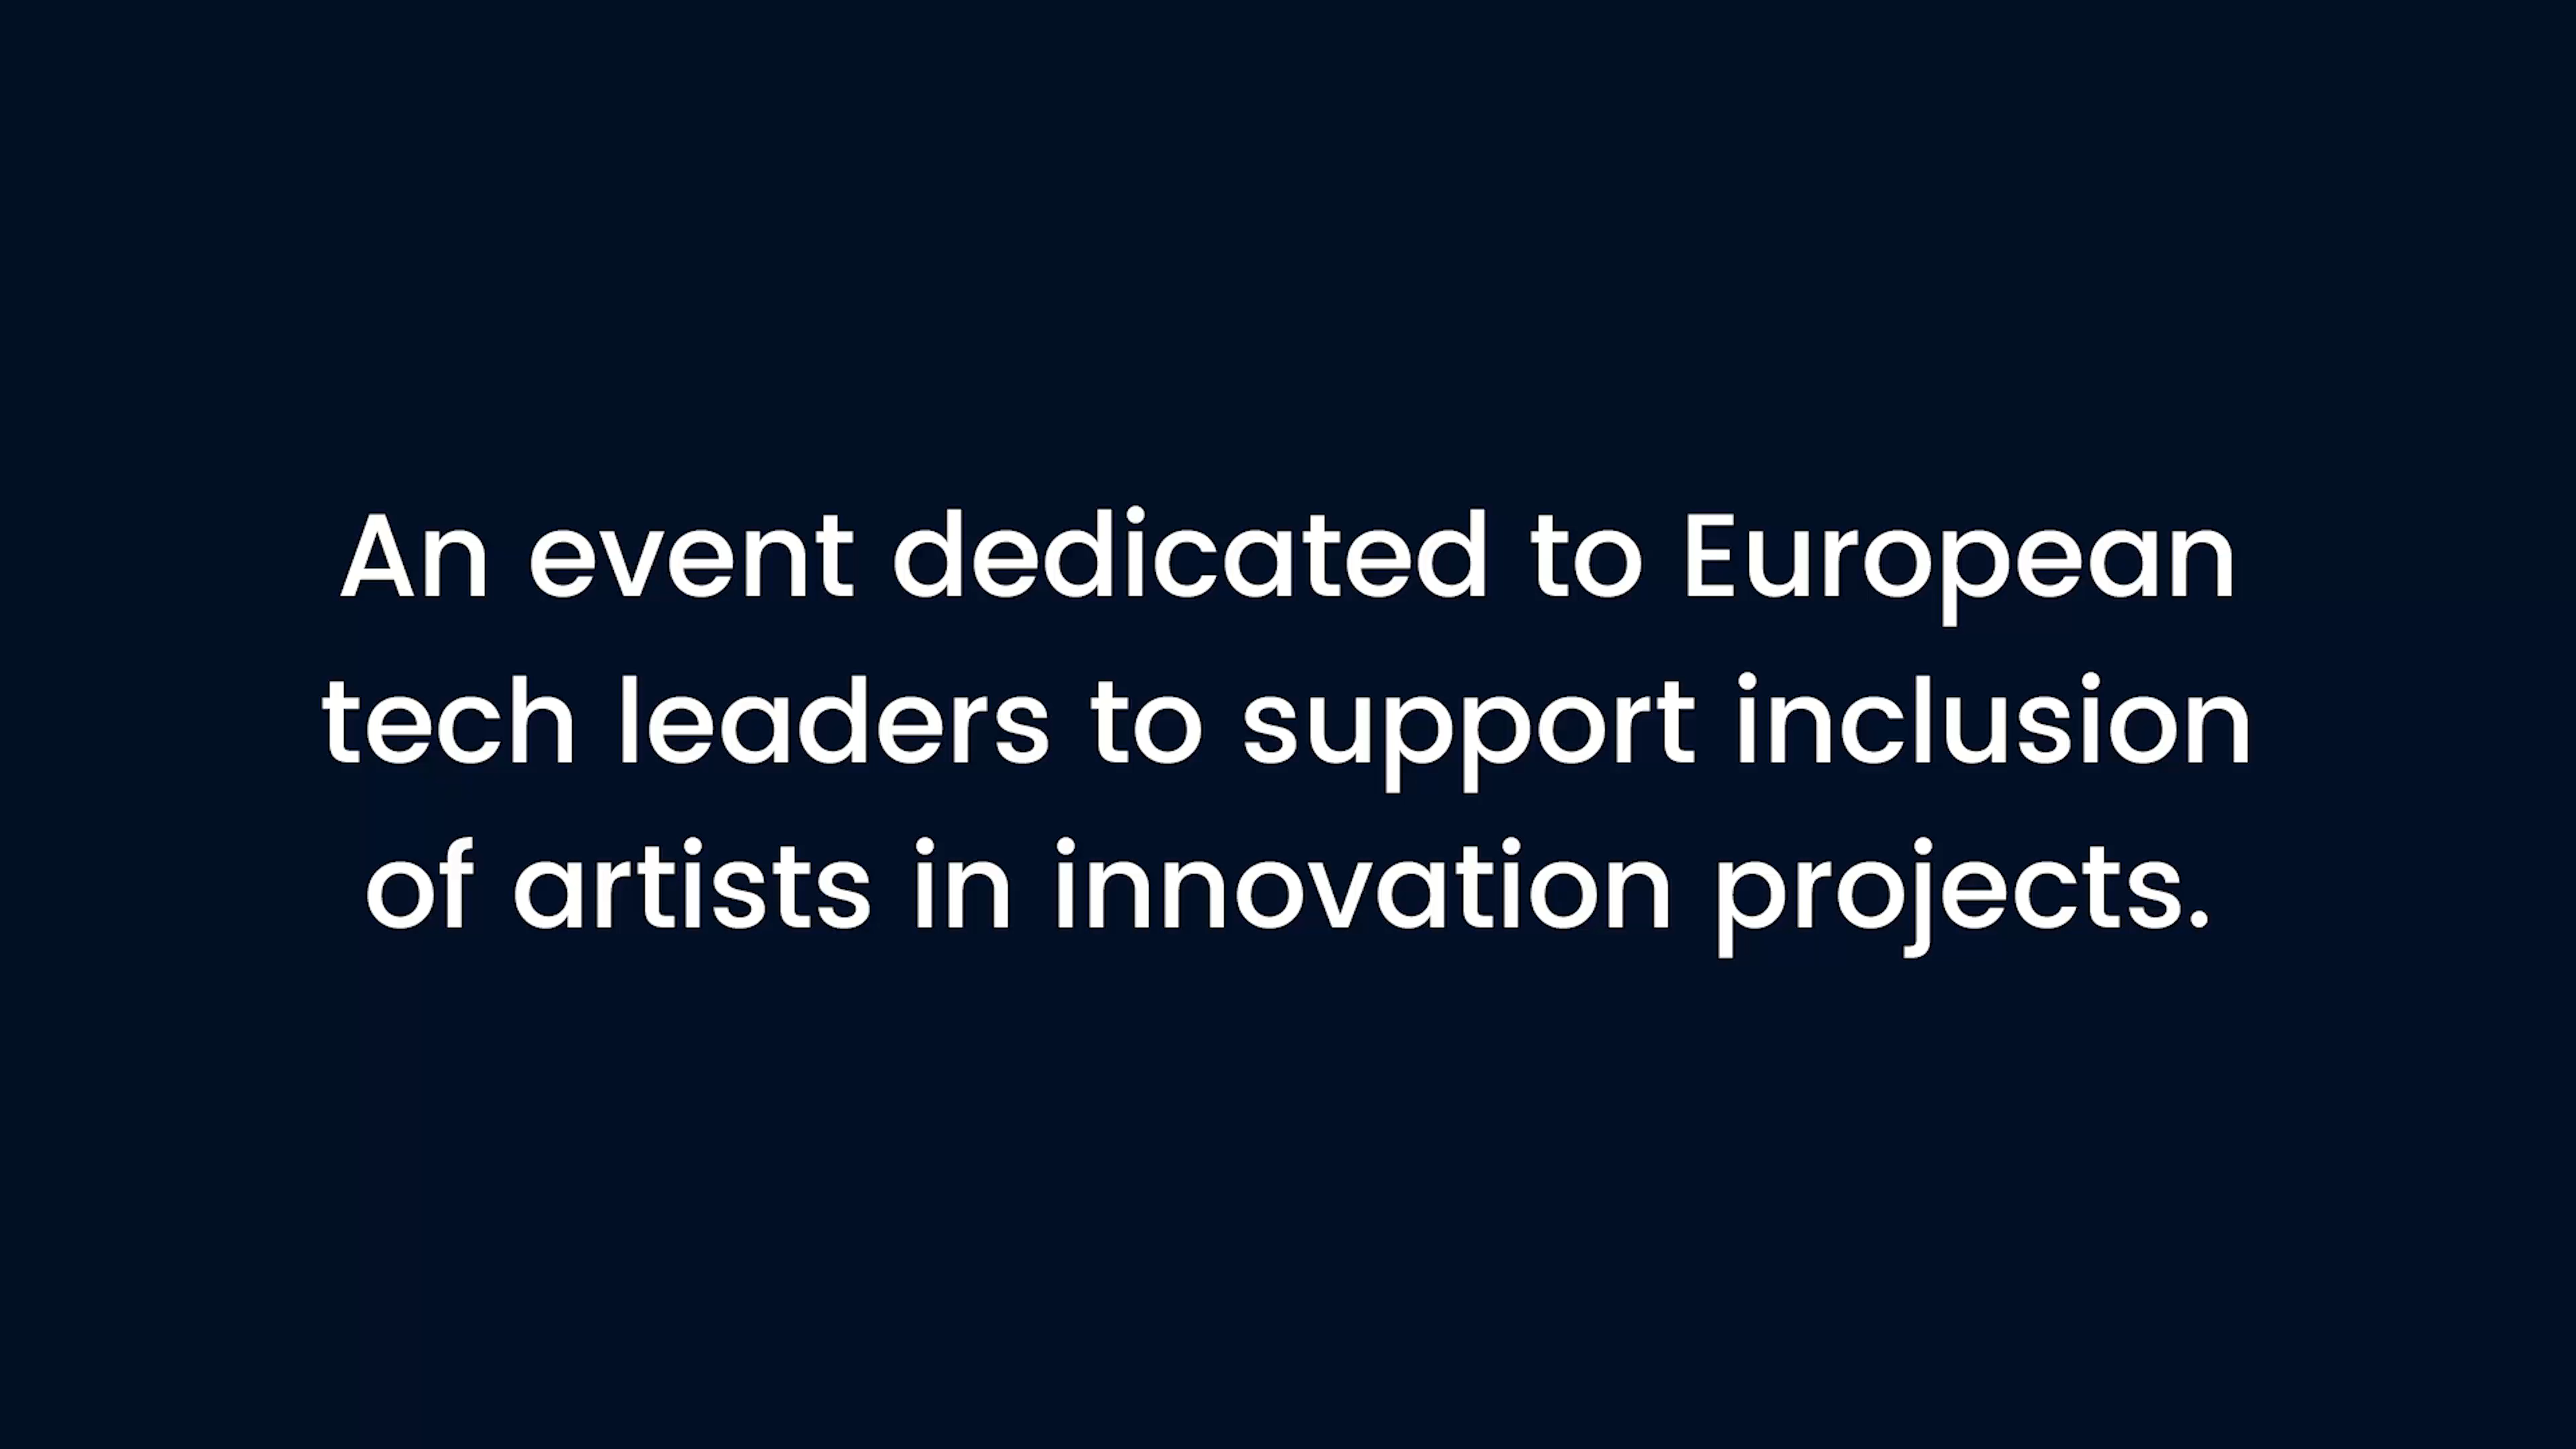 An event dedicated to European
tech leaders to support inclusion
of artists in innovation projects.